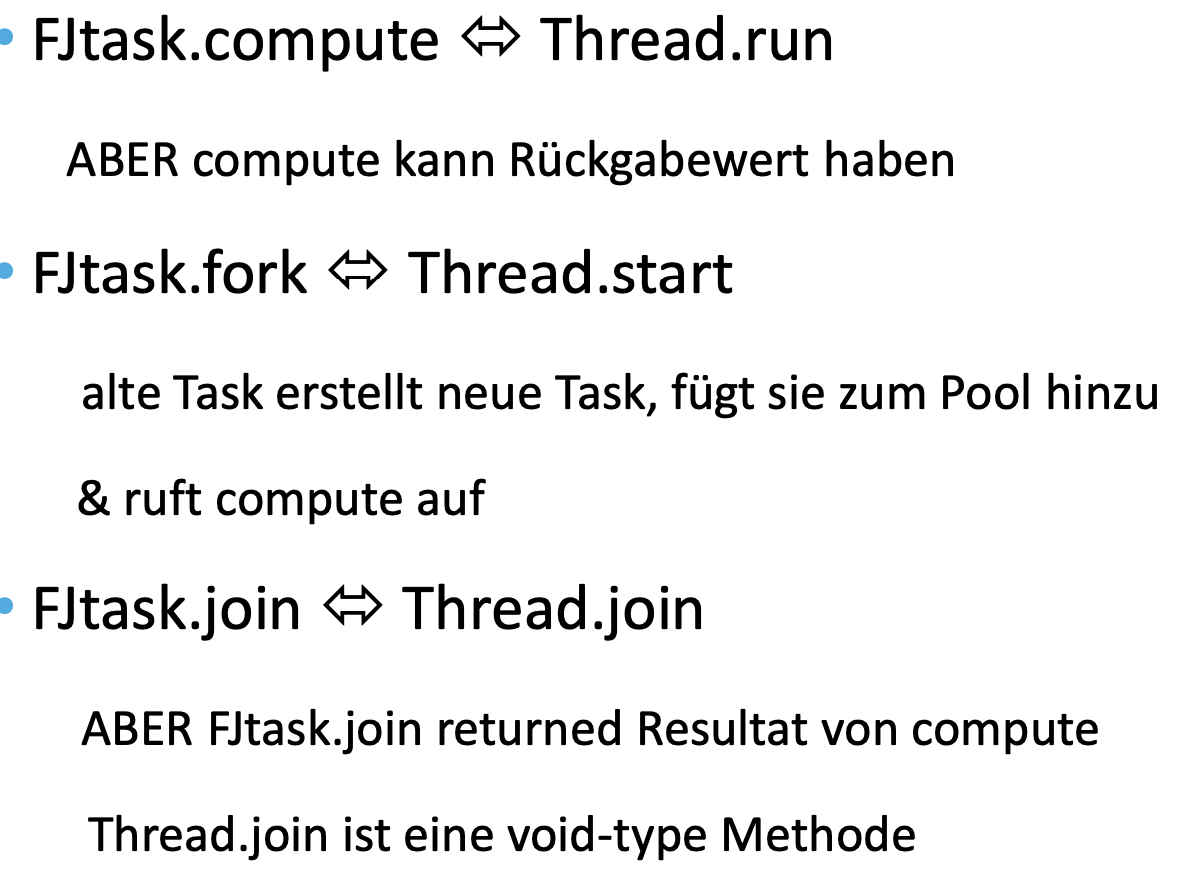 • FJtask.compute ⬄ Thread.run
ABER compute kann Rückgabewert haben
• FJtask.fork ⬄ Thread.start
alte Task erstellt neue Task, fügt sie zum Pool hinzu
& ruft compute auf
• FJtask.join ⬄ Thread.join
ABER FJtask.join returned Resultat von compute
Thread.join ist eine void-type Methode